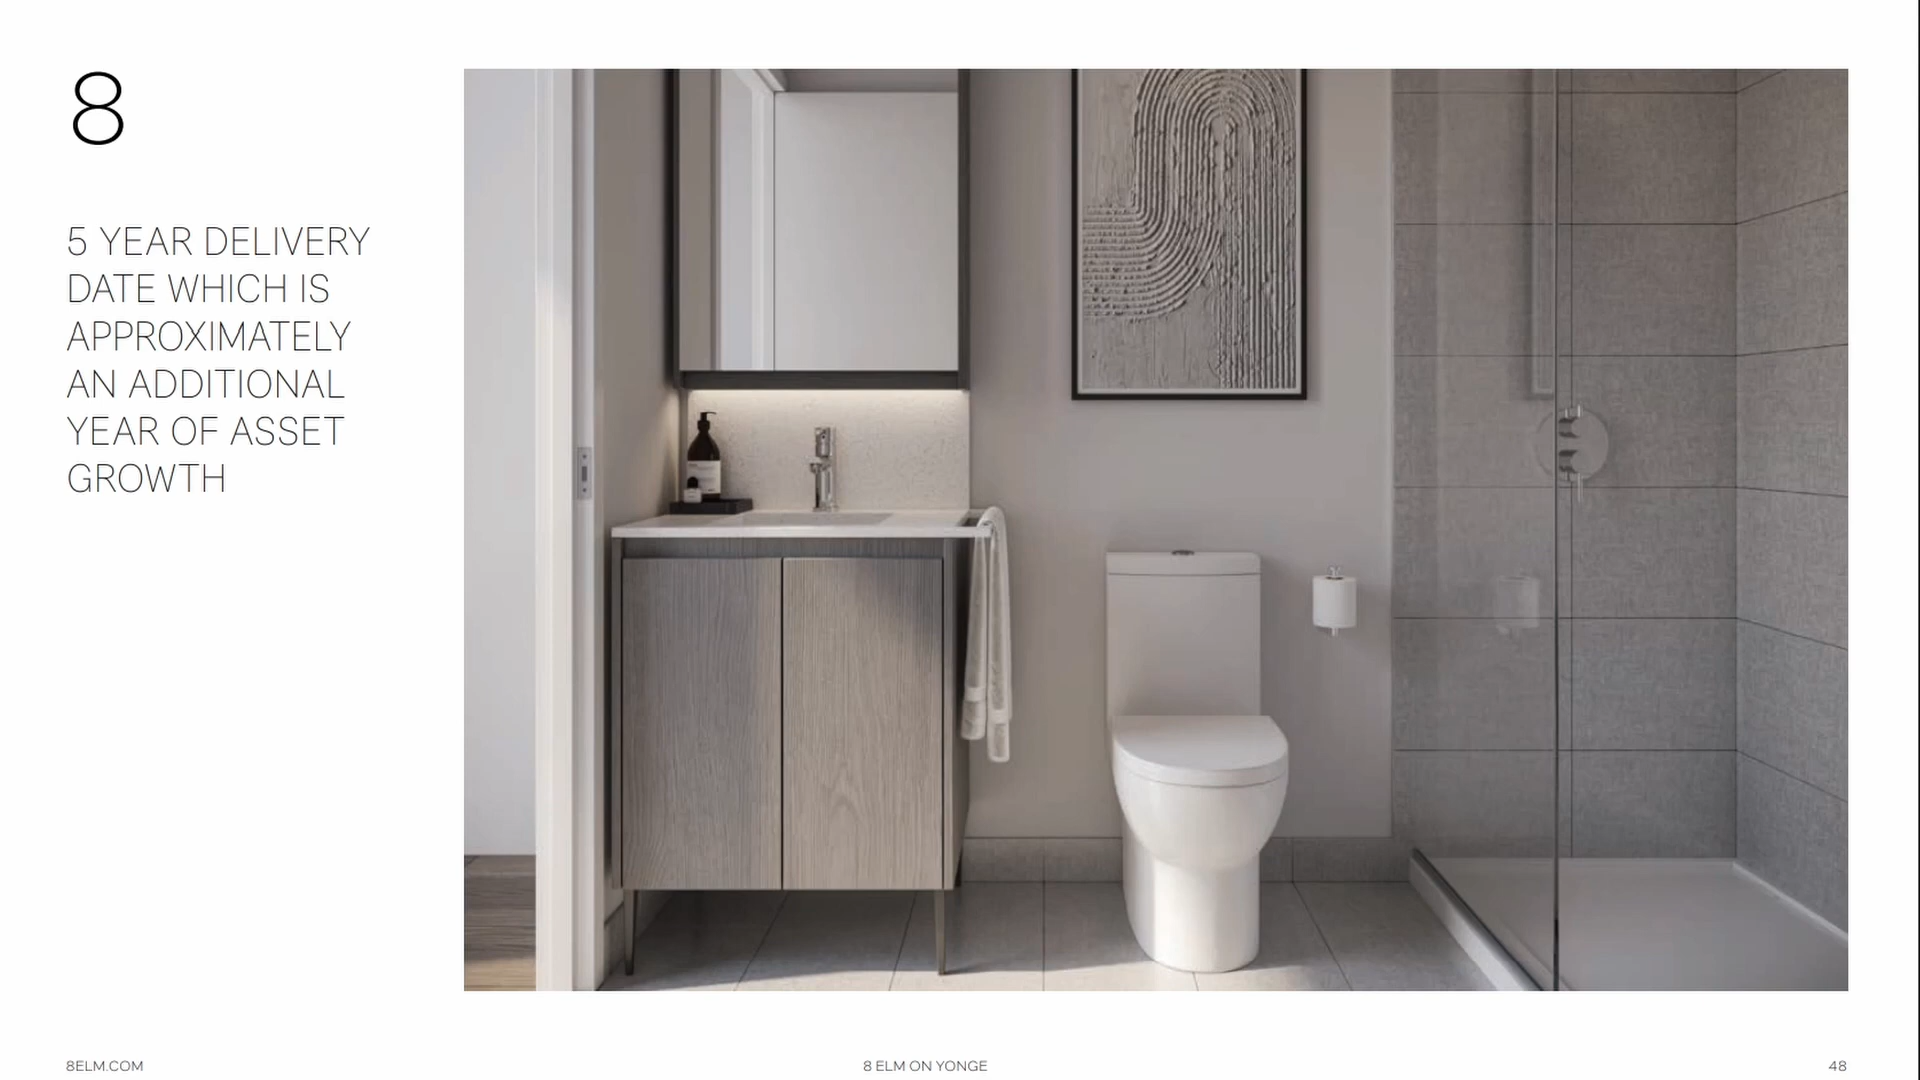 8
5 YEAR DELIVERY
DATE WHICH IS
APPROXIMATELY
AN ADDITIONAL
YEAR OF ASSET
GROWTH
8ELM.COM
8 ELM ON YONGE
48